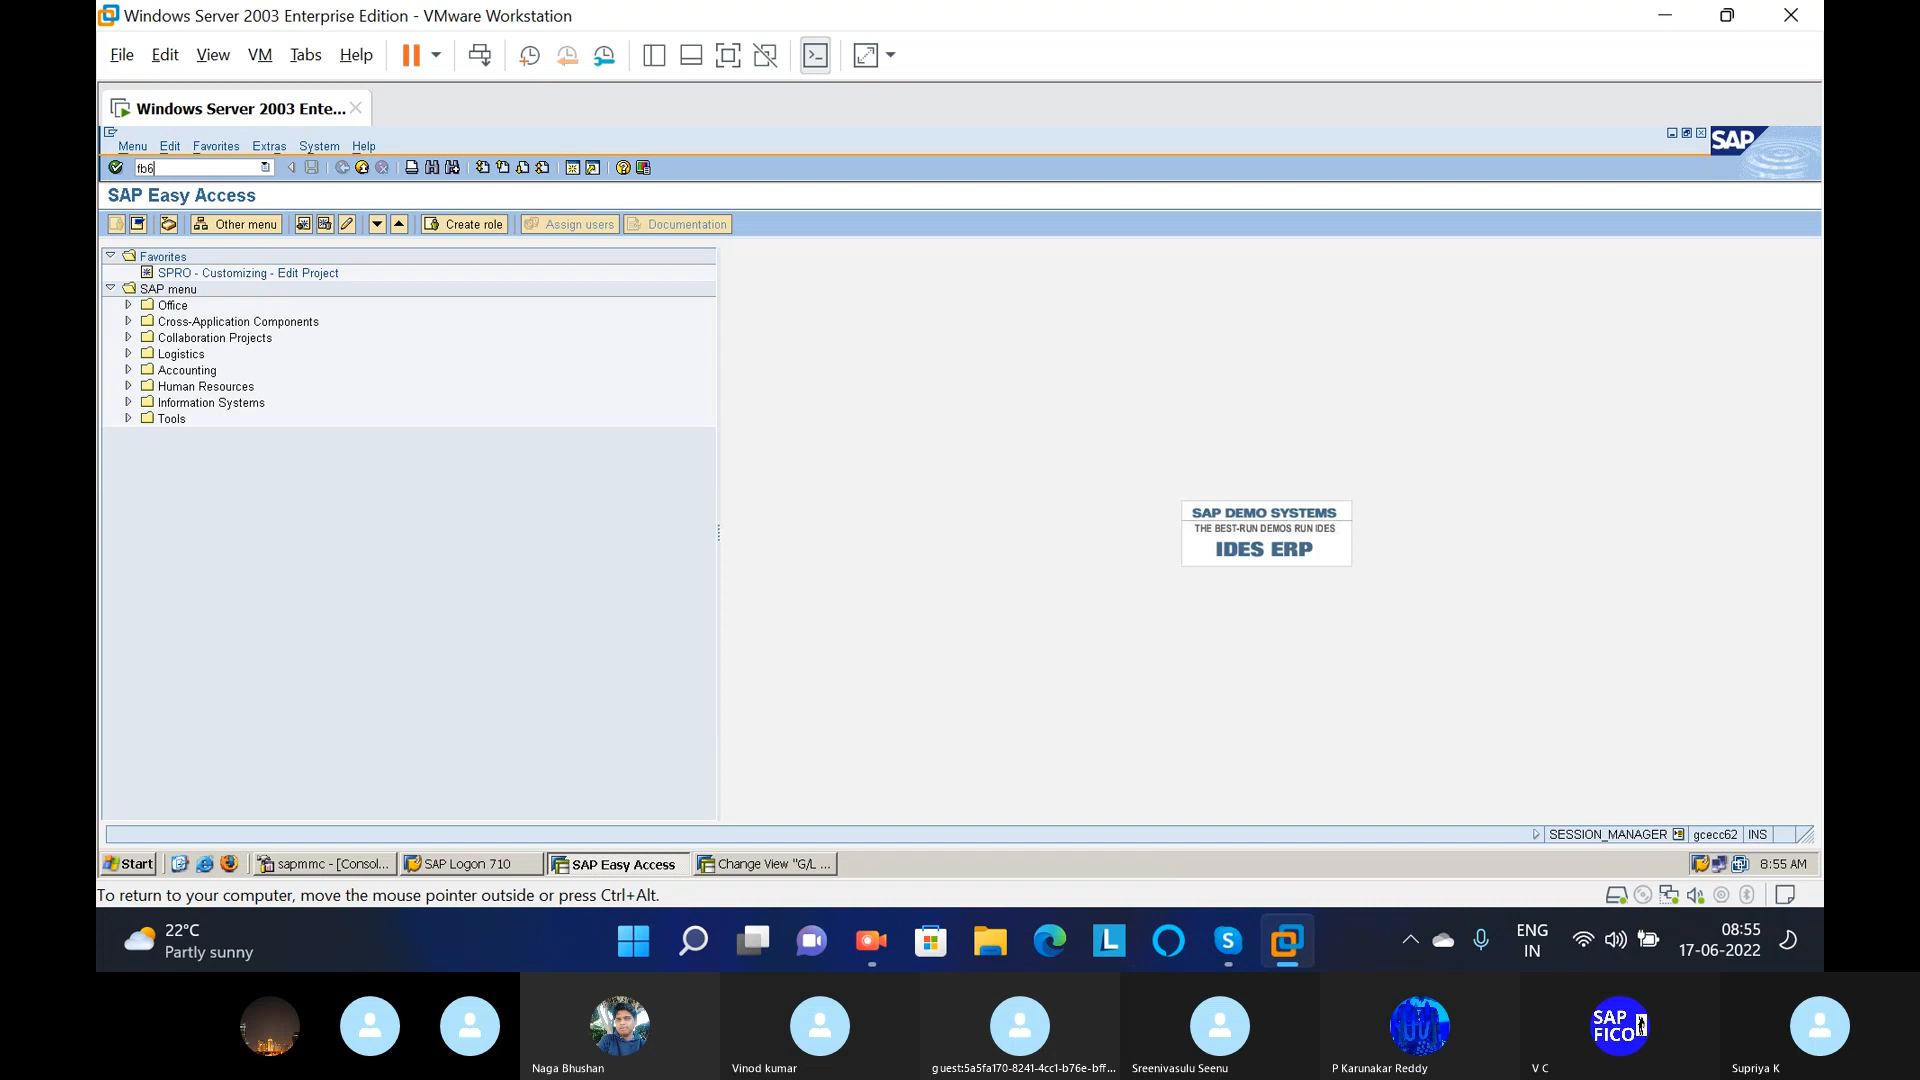 Windows Server 2003 Enterprise Edition - VMware Workstation
File Edit View VM Tabs Help
Windows Server 2003 Ente...
Menu Edit Favorites Extras System Help
SAP
fb6
SAP Easy Access
Other menu Create role Assign users Documentation
Favorites
SPRO - Customizing - Edit Project
SAP menu
Office
Cross-Application Components
Collaboration Projects
Logistics
Accounting
Human Resources
Information Systems
Tools
SAP DEMO SYSTEMS
THE BEST-RUN DEMOS RUN IDES
IDES ERP
SESSION_MANAGER gcecc62 INS
Start sapmmc - [Consol... SAP Logon 710 SAP Easy Access Change View "G/L ... 8:55 AM
To return to your computer, move the mouse pointer outside or press Ctrl+Alt.
22°C
Partly sunny
L
S
ENG
IN
08:55
17-06-2022
SAP
FICO
Naga Bhushan Vinod kumar guest:5a5fa170-8241-4cc1-b76e-bff... Sreenivasulu Seenu P Karunakar Reddy V C Supriya K